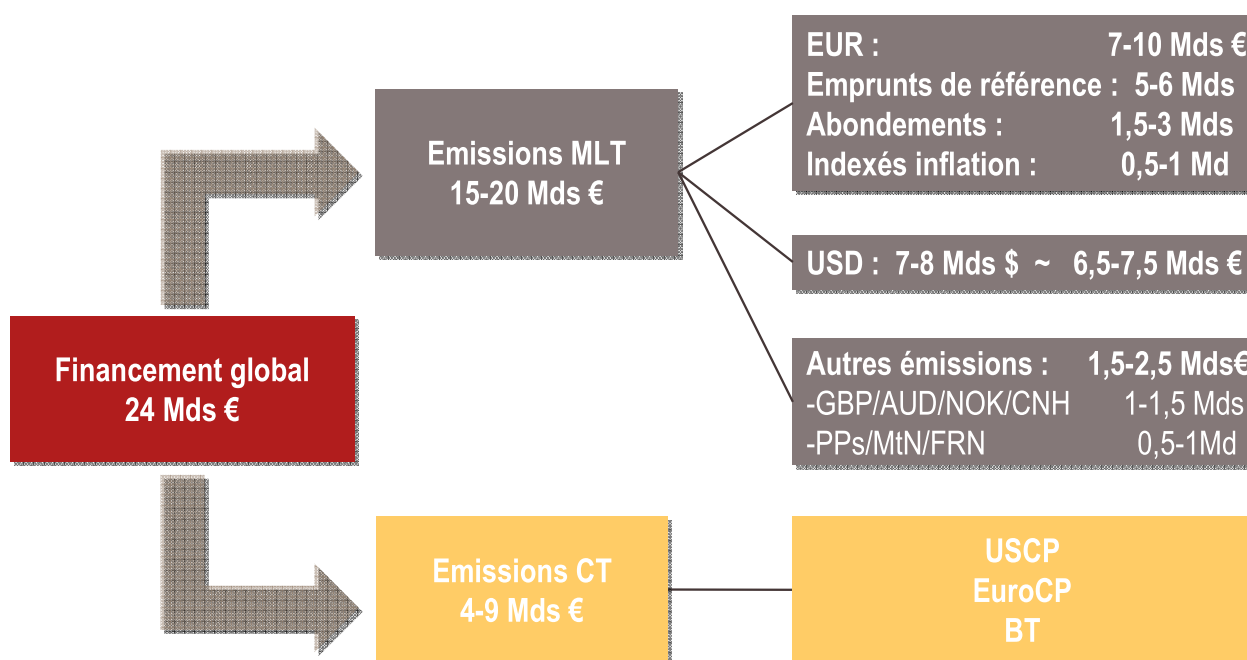 Financement global
24 Mds €
Emissions MLT
15-20 Mds €
EUR : 7-10 Mds €
Emprunts de référence : 5-6 Mds
Abondements : 1,5-3 Mds
Indexés inflation : 0,5-1 Md
USD : 7-8 Mds $ ~ 6,5-7,5 Mds €
Autres émissions : 1,5-2,5 Mds€
-GBP/AUD/NOK/CNH 1-1,5 Mds
-PPs/MtN/FRN 0,5-1Md
Emissions CT
4-9 Mds €
USCP
EuroCP
BT